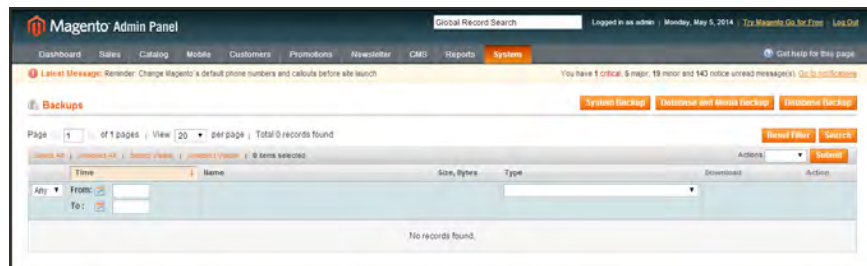 Magento Admin Panel
Global Record Search
Logged in as admin | Monday, May 5, 2014 | Try Magento Go for Free | Log Out
Dashboard Sales Catalog Mobile Customers Promotions Newsletter CMS Reports System
Get help for this page
Latest Message: Reminder: Change Magento's default phone numbers and callouts before site launch
You have 1 critical, 5 major, 19 minor and 143 notice unread message(s). Go to notifications
Backups
System Backup Database and Media Backup Database Backup
Page 1 of 1 pages | View 20 per page | Total 0 records found
Reset Filter Search
Select All | Unselect All | Select Visible | Unselect Visible | 0 items selected
Actions Submit
Time Name Size, Bytes Type Download Action
Any From:
To :
No records found.